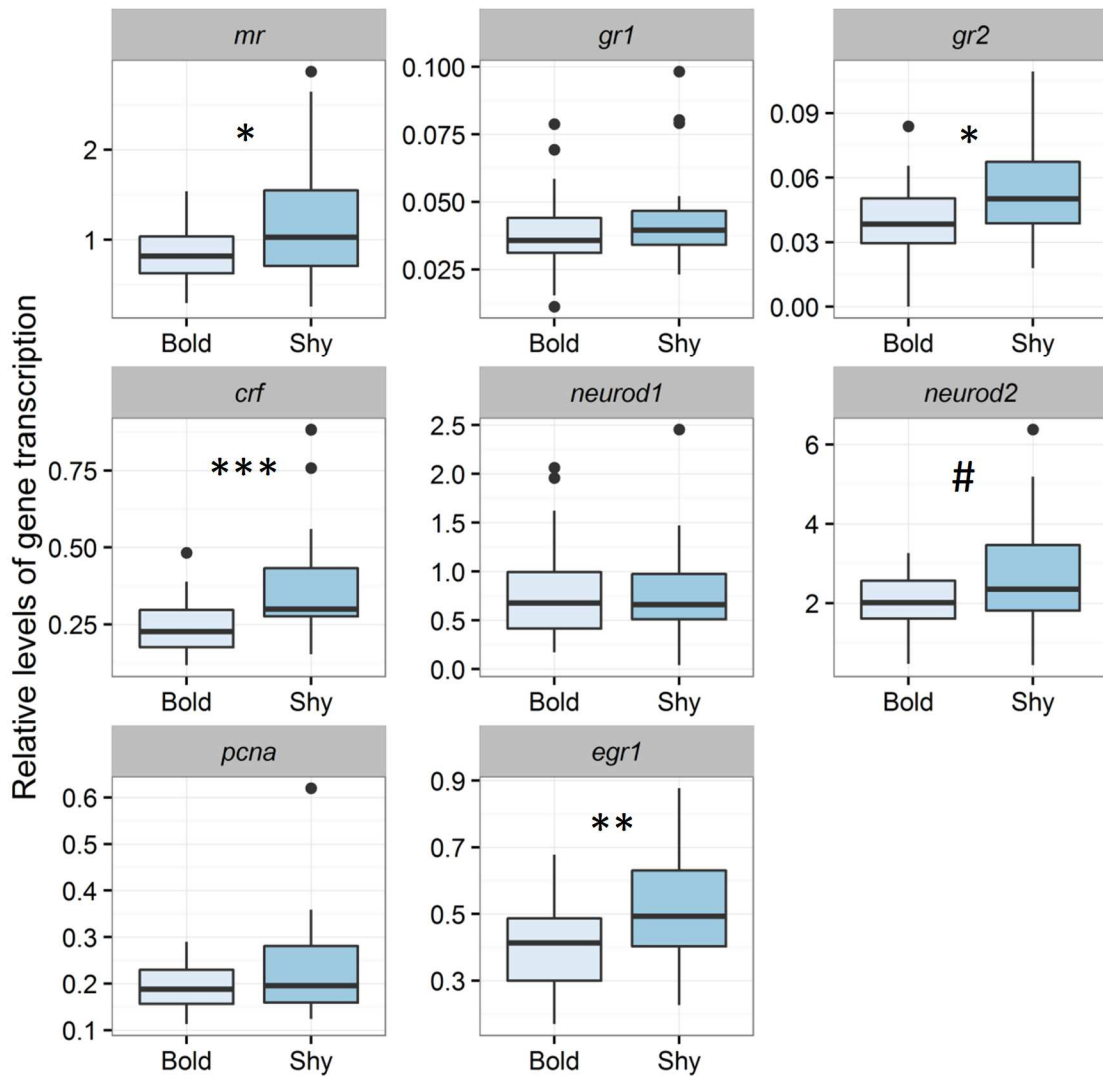 Relative levels of gene transcription
mr
2
1
*
Bold Shy
gr1
0.100
0.075
0.050
0.025
Bold Shy
gr2
0.09
0.06
0.03
0.00
*
Bold Shy
crf
0.75
0.50
0.25
***
Bold Shy
neurod1
2.5
2.0
1.5
1.0
0.5
0.0
Bold Shy
neurod2
6
4
2
#
Bold Shy
pcna
0.6
0.5
0.4
0.3
0.2
0.1
Bold Shy
egr1
0.9
0.7
0.5
0.3
**
Bold Shy